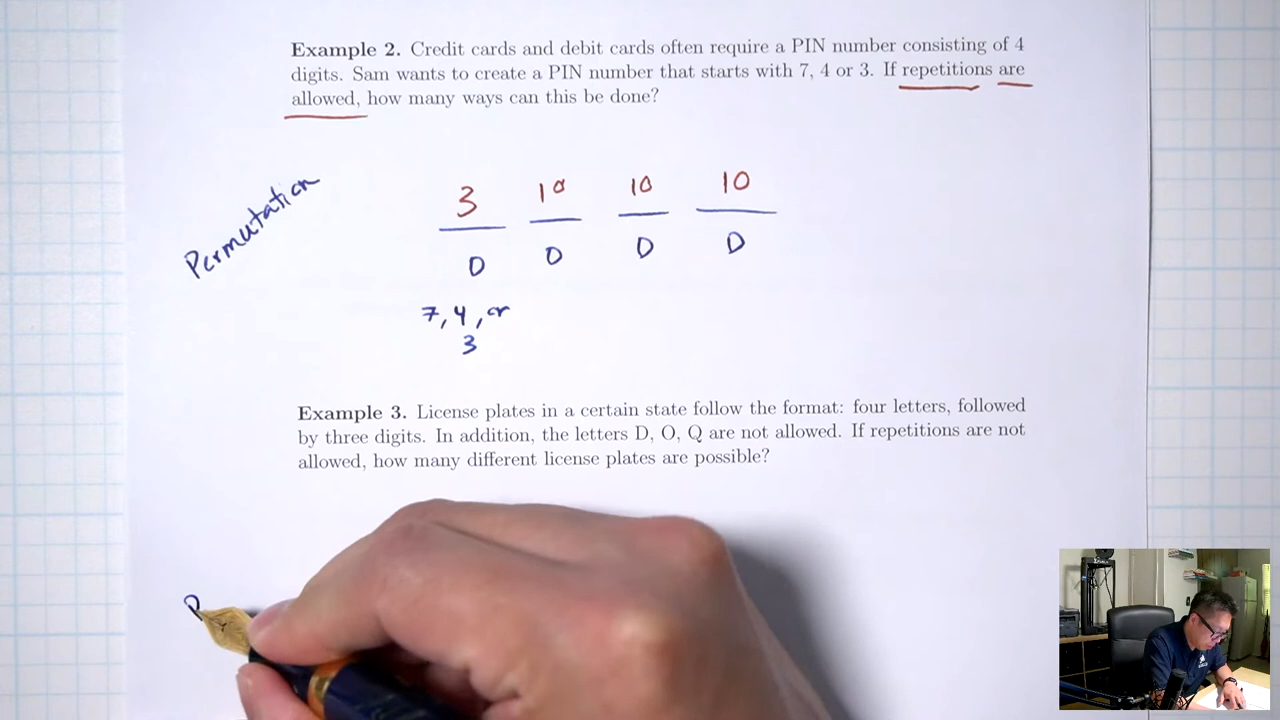 Example 2. Credit cards and debit cards often require a PIN number consisting of 4
digits. Sam wants to create a PIN number that starts with 7, 4 or 3. If repetitions are
allowed, how many ways can this be done?
Permutation
3 10 10 10
D D D D
7, 4, or
3
Example 3. License plates in a certain state follow the format: four letters, followed
by three digits. In addition, the letters D, O, Q are not allowed. If repetitions are not
allowed, how many different license plates are possible?
P